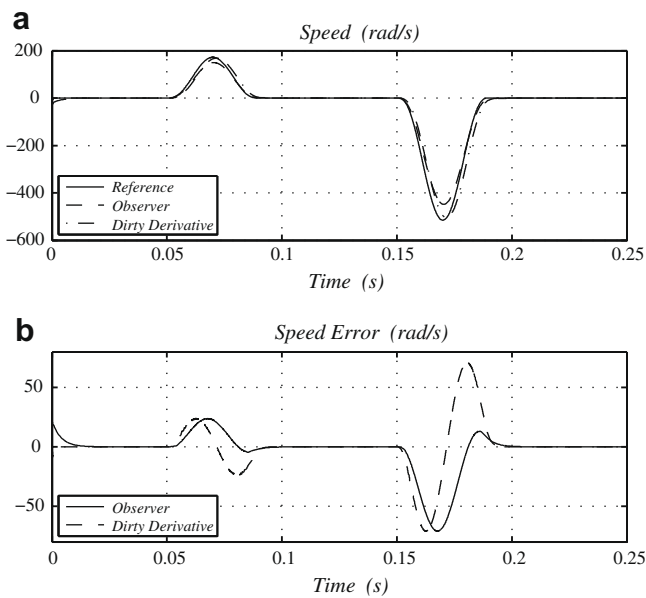 a
Speed (rad/s)
200
0
−200
−400
−600
Reference
Observer
Dirty Derivative
0 0.05 0.1 0.15 0.2 0.25
Time (s)
b
Speed Error (rad/s)
50
0
−50
Observer
Dirty Derivative
0 0.05 0.1 0.15 0.2 0.25
Time (s)